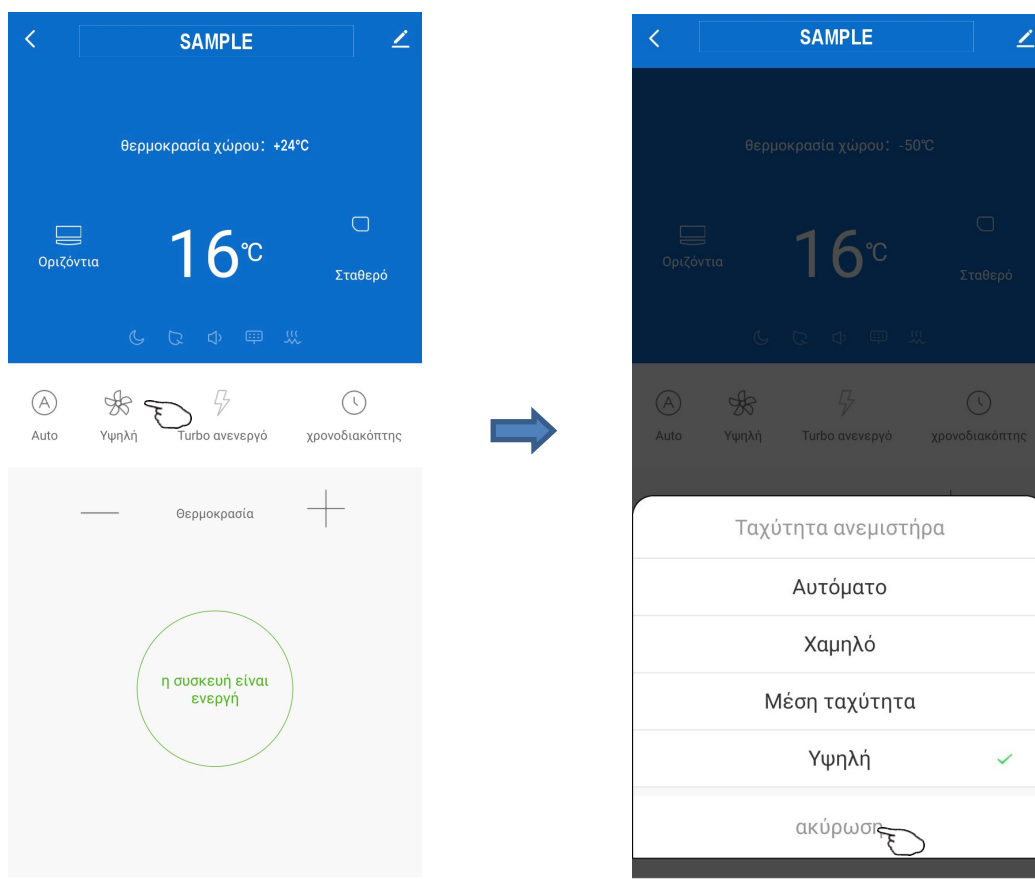 SAMPLE
θερμοκρασία χώρου: +24°C
Οριζόντια
16°C
Σταθερό
A
Auto
Υψηλή
Turbo ανενεργό
χρονοδιακόπτης
Θερμοκρασία
η συσκευή είναι
ενεργή
SAMPLE
θερμοκρασία χώρου: -50°C
Οριζόντια
16°C
Σταθερό
A
Auto
Υψηλή
Turbo ανενεργό
χρονοδιακόπτης
Ταχύτητα ανεμιστήρα
Αυτόματο
Χαμηλό
Μέση ταχύτητα
Υψηλή
ακύρωση